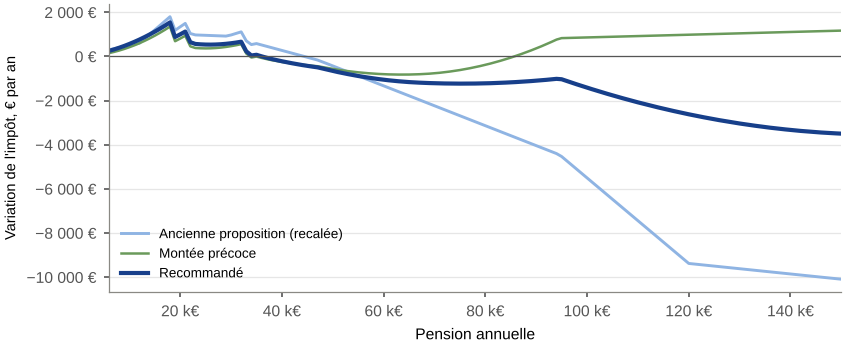 2 000 €
0 €
−2 000 €
−4 000 €
−6 000 €
−8 000 €
−10 000 €
Variation de l'impôt, € par an
Ancienne proposition (recalée)
Montée précoce
Recommandé
20 k€ 40 k€ 60 k€ 80 k€ 100 k€ 120 k€ 140 k€
Pension annuelle